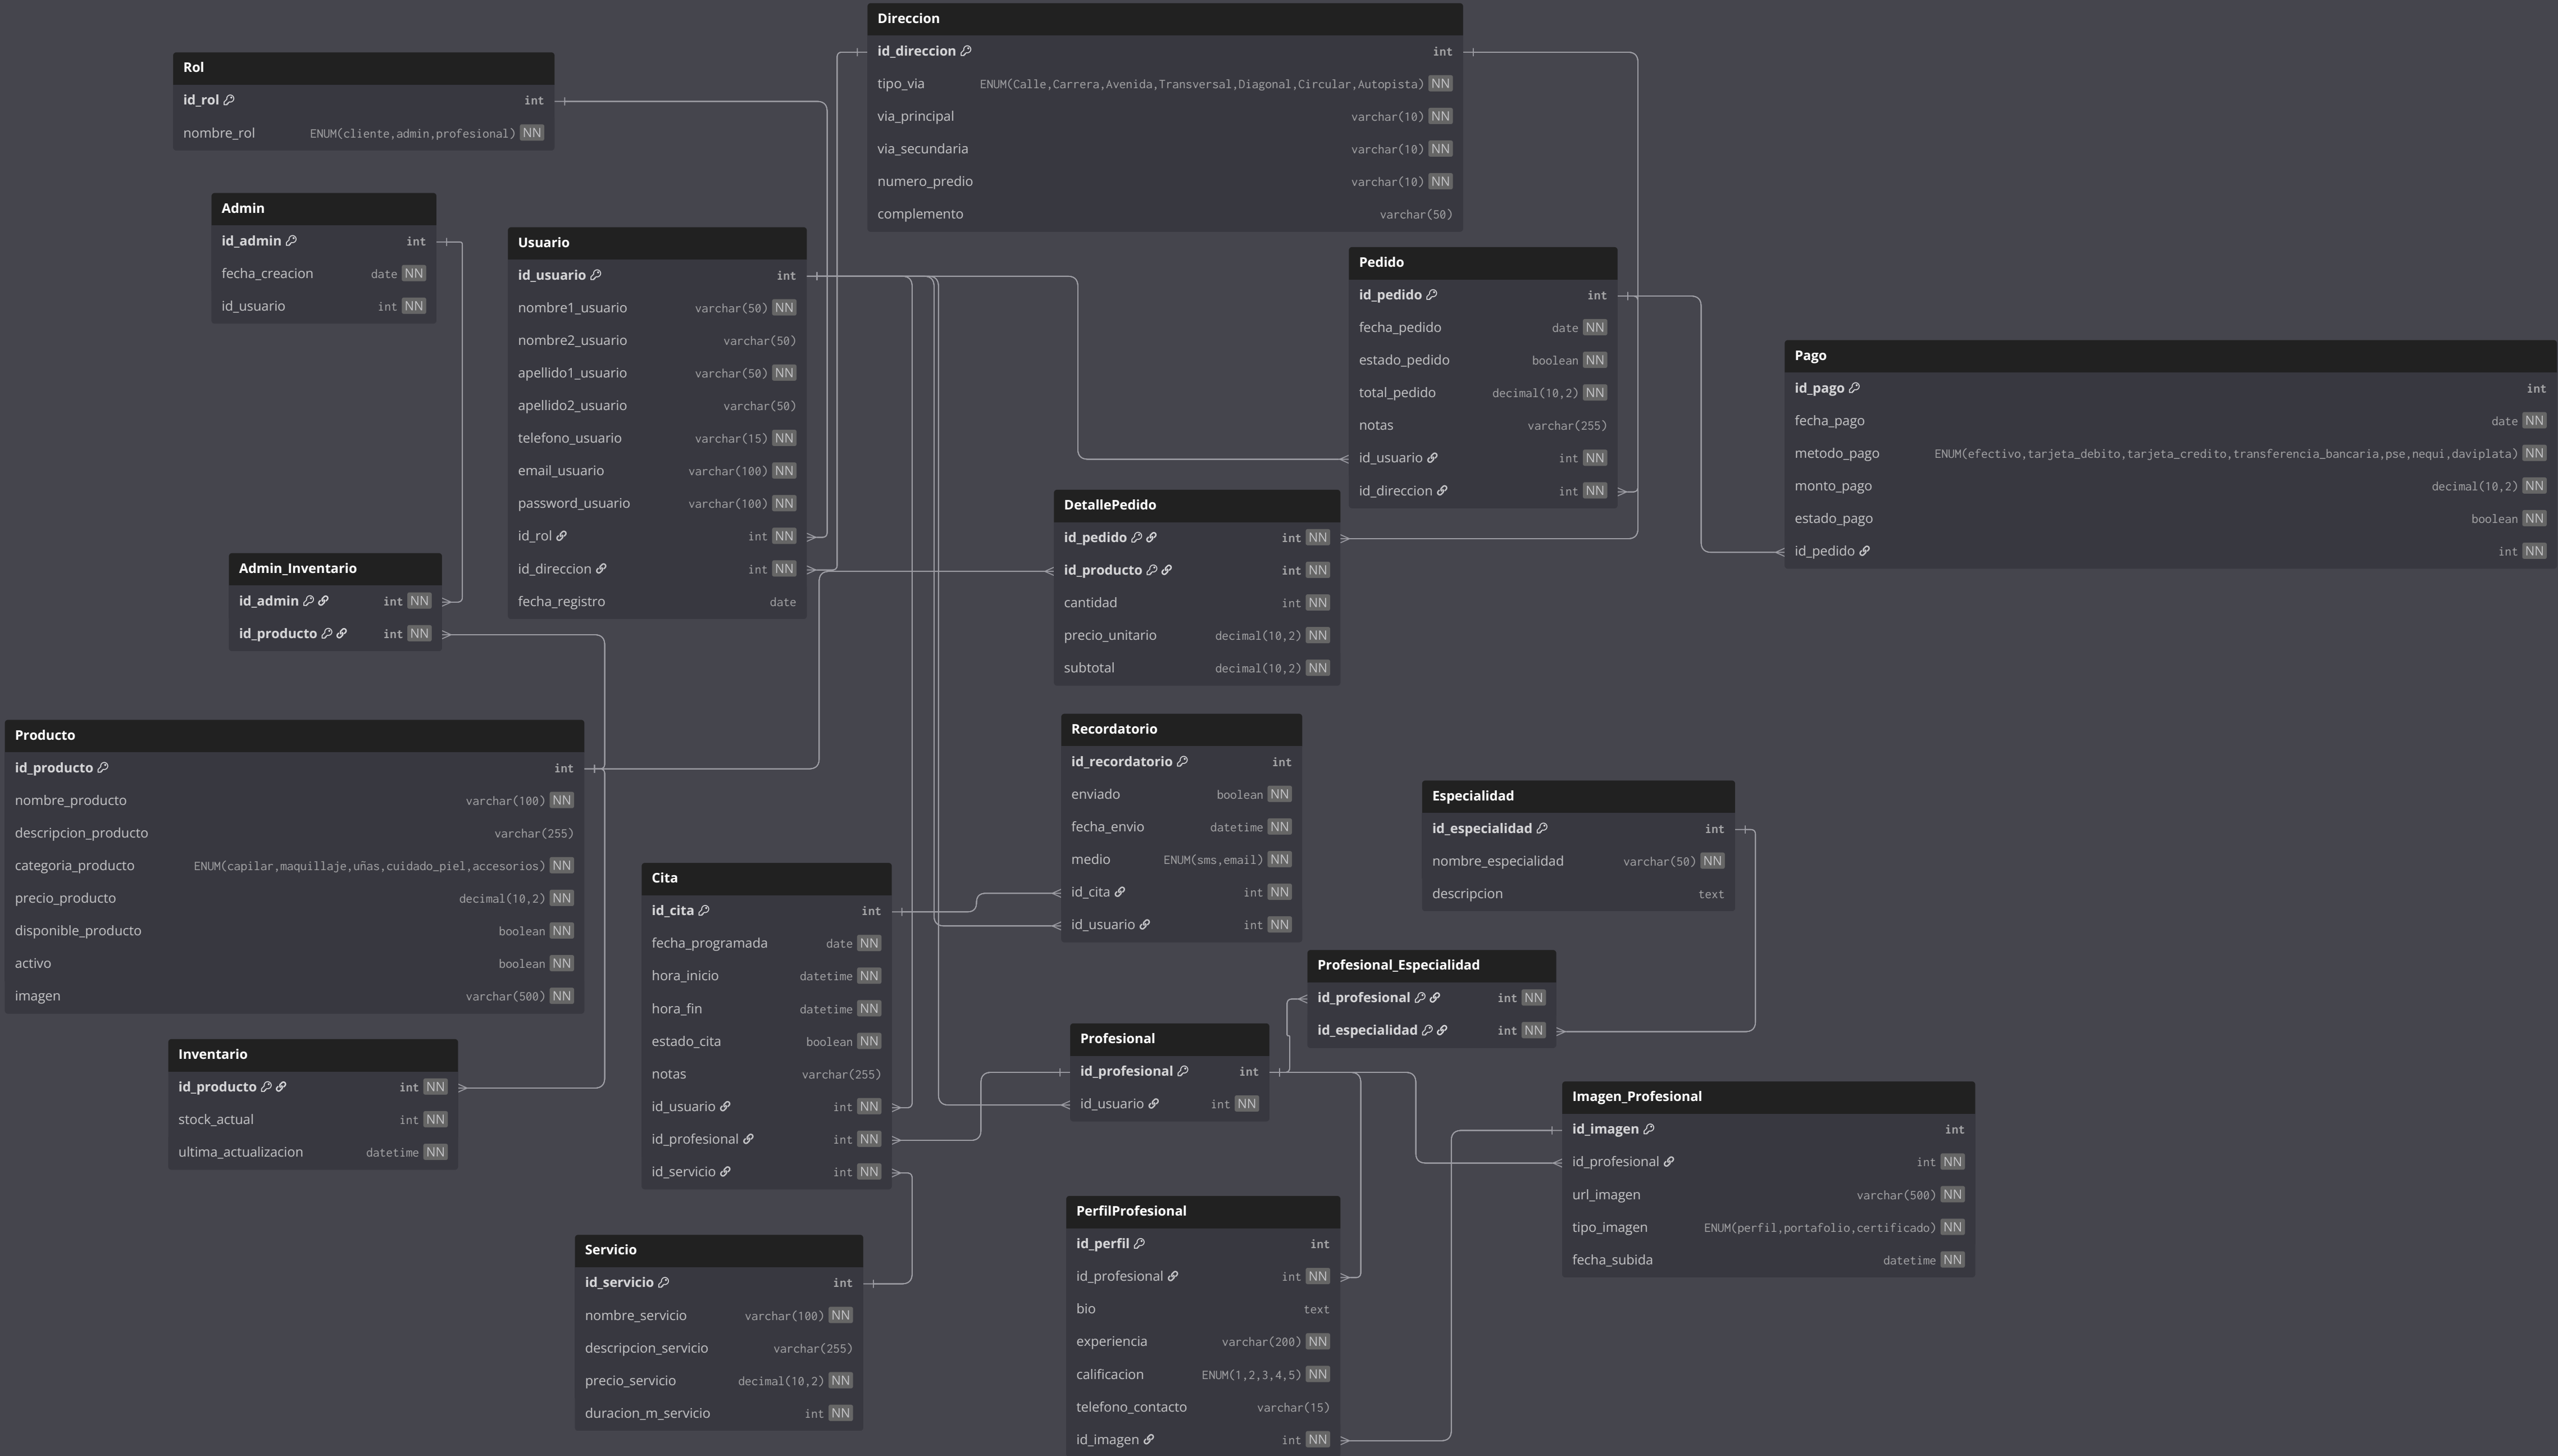 Direccion
id_direccion int
tipo_via ENUM(Calle,Carrera,Avenida,Transversal,Diagonal,Circular,Autopista) NN
via_principal varchar(10) NN
via_secundaria varchar(10) NN
numero_predio varchar(10) NN
complemento varchar(50)
Rol
id_rol int
nombre_rol ENUM(cliente,admin,profesional) NN
Admin
id_admin int
fecha_creacion date NN
id_usuario int NN
Usuario
id_usuario int
nombre1_usuario varchar(50) NN
nombre2_usuario varchar(50)
apellido1_usuario varchar(50) NN
apellido2_usuario varchar(50)
telefono_usuario varchar(15) NN
email_usuario varchar(100) NN
password_usuario varchar(100) NN
id_rol int NN
id_direccion int NN
fecha_registro date
Pedido
id_pedido int
fecha_pedido date NN
estado_pedido boolean NN
total_pedido decimal(10,2) NN
notas varchar(255)
id_usuario int NN
id_direccion int NN
Pago
id_pago int
fecha_pago date NN
metodo_pago ENUM(efectivo,tarjeta_debito,tarjeta_credito,transferencia_bancaria,pse,nequi,daviplata) NN
monto_pago decimal(10,2) NN
estado_pago boolean NN
id_pedido int NN
DetallePedido
id_pedido int NN
id_producto int NN
cantidad int NN
precio_unitario decimal(10,2) NN
subtotal decimal(10,2) NN
Admin_Inventario
id_admin int NN
id_producto int NN
Producto
id_producto int
nombre_producto varchar(100) NN
descripcion_producto varchar(255)
categoria_producto ENUM(capilar,maquillaje,uñas,cuidado_piel,accesorios) NN
precio_producto decimal(10,2) NN
disponible_producto boolean NN
activo boolean NN
imagen varchar(500) NN
Recordatorio
id_recordatorio int
enviado boolean NN
fecha_envio datetime NN
medio ENUM(sms,email) NN
id_cita int NN
id_usuario int NN
Especialidad
id_especialidad int
nombre_especialidad varchar(50) NN
descripcion text
Cita
id_cita int
fecha_programada date NN
hora_inicio datetime NN
hora_fin datetime NN
estado_cita boolean NN
notas varchar(255)
id_usuario int NN
id_profesional int NN
id_servicio int NN
Profesional_Especialidad
id_profesional int NN
id_especialidad int NN
Profesional
id_profesional int
id_usuario int NN
Inventario
id_producto int NN
stock_actual int NN
ultima_actualizacion datetime NN
Imagen_Profesional
id_imagen int
id_profesional int NN
url_imagen varchar(500) NN
tipo_imagen ENUM(perfil,portafolio,certificado) NN
fecha_subida datetime NN
PerfilProfesional
id_perfil int
id_profesional int NN
bio text
experiencia varchar(200) NN
calificacion ENUM(1,2,3,4,5) NN
telefono_contacto varchar(15)
id_imagen int NN
Servicio
id_servicio int
nombre_servicio varchar(100) NN
descripcion_servicio varchar(255)
precio_servicio decimal(10,2) NN
duracion_m_servicio int NN